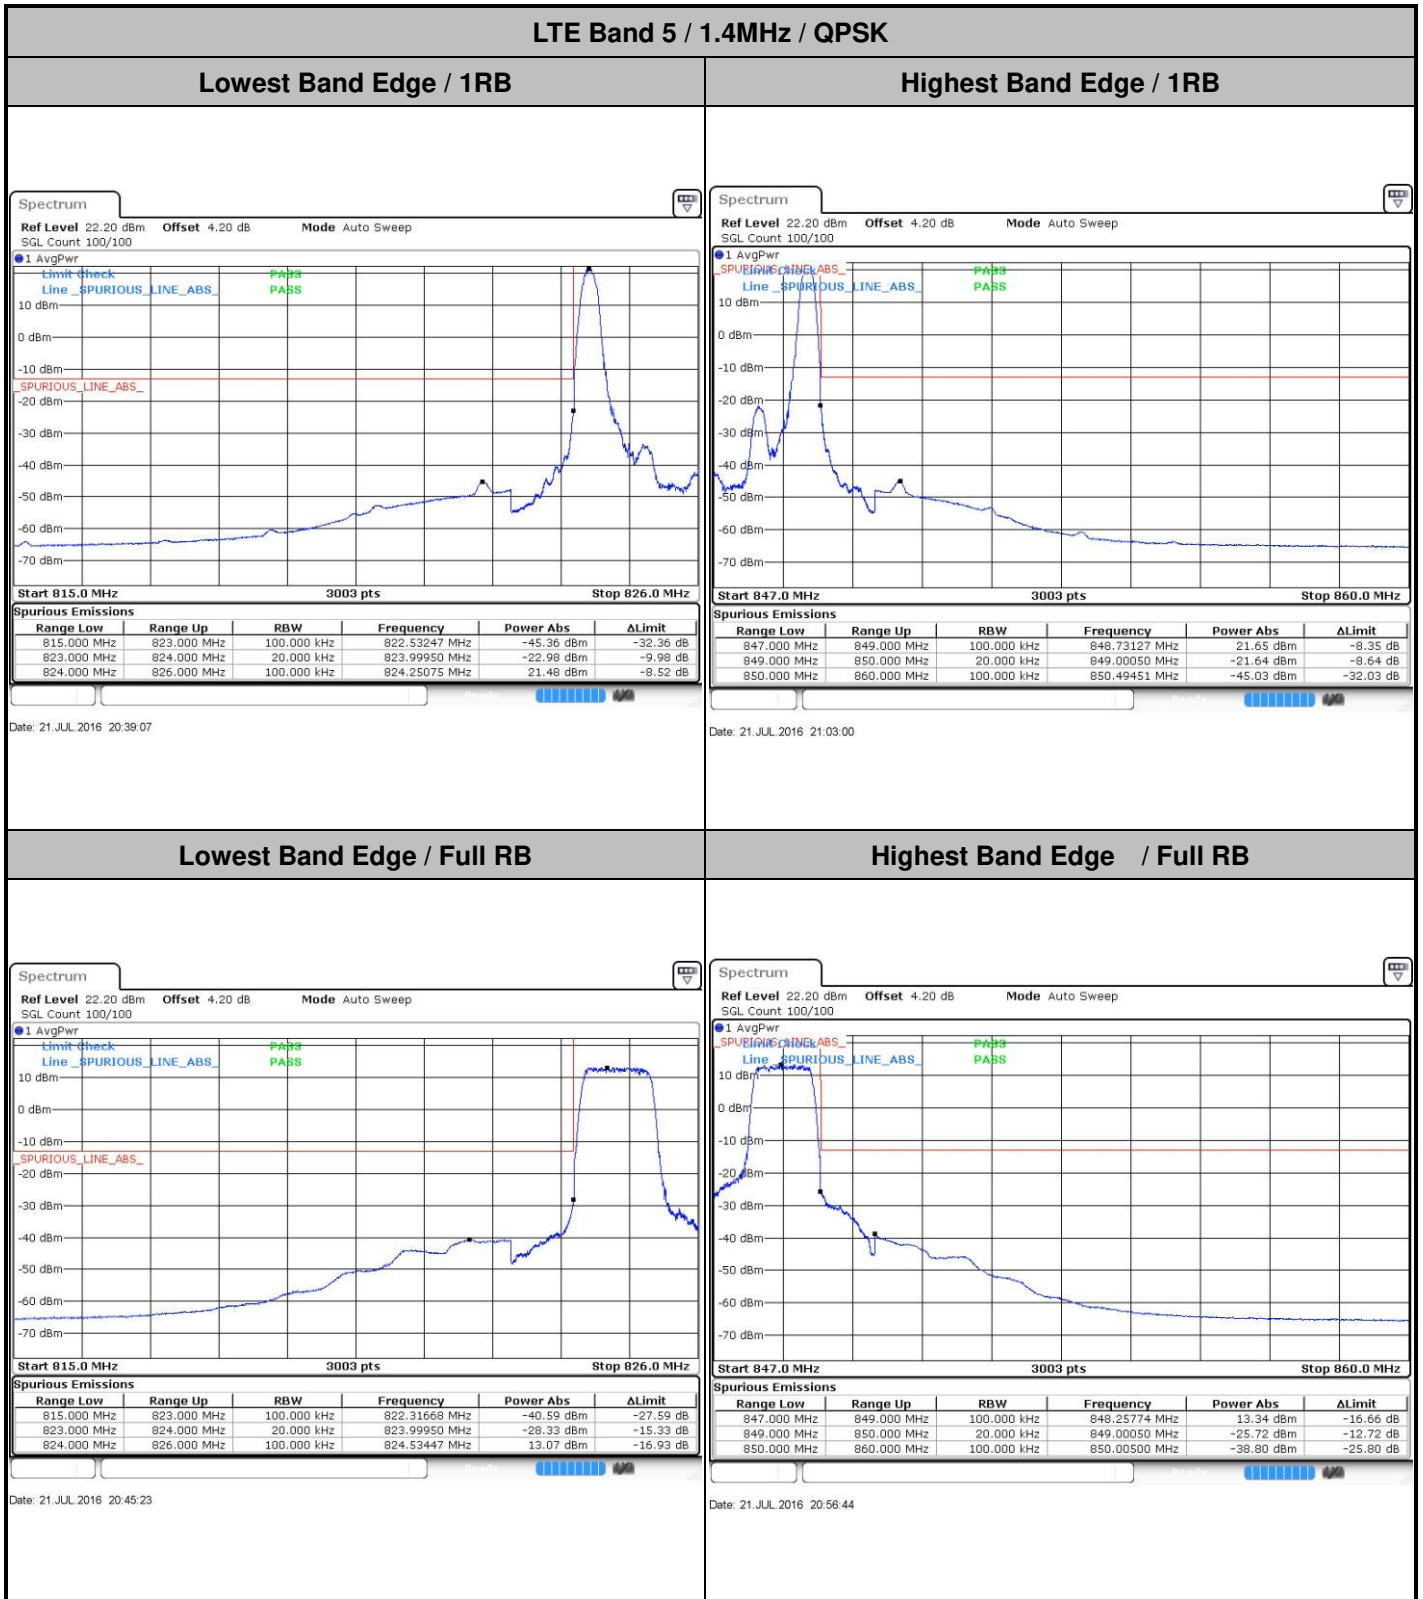 LTE Band 5 / 1.4MHz / QPSK
Lowest Band Edge / 1RB
Highest Band Edge / 1RB
Spectrum
Ref Level 22.20 dBm Offset 4.20 dB Mode Auto Sweep
SGL Count 100/100
1 AvgPwr
Limit Check PASS
Line _SPURIOUS_LINE_ABS_ PASS
10 dBm
0 dBm
-10 dBm
_SPURIOUS_LINE_ABS_
-20 dBm
-30 dBm
-40 dBm
-50 dBm
-60 dBm
-70 dBm
Start 815.0 MHz 3003 pts Stop 826.0 MHz
Spurious Emissions
Range Low Range Up RBW Frequency Power Abs ΔLimit
815.000 MHz 823.000 MHz 100.000 kHz 822.53247 MHz -45.36 dBm -32.36 dB
823.000 MHz 824.000 MHz 20.000 kHz 823.99950 MHz -22.98 dBm -9.98 dB
824.000 MHz 826.000 MHz 100.000 kHz 824.25075 MHz 21.48 dBm -8.52 dB
Ready
Date: 21.JUL.2016 20:39:07
Spectrum
Ref Level 22.20 dBm Offset 4.20 dB Mode Auto Sweep
SGL Count 100/100
1 AvgPwr
_SPURIOUS_LINE_ABS_
Limit Check PASS
Line _SPURIOUS_LINE_ABS_ PASS
10 dBm
0 dBm
-10 dBm
-20 dBm
-30 dBm
-40 dBm
-50 dBm
-60 dBm
-70 dBm
Start 847.0 MHz 3003 pts Stop 860.0 MHz
Spurious Emissions
Range Low Range Up RBW Frequency Power Abs ΔLimit
847.000 MHz 849.000 MHz 100.000 kHz 848.73127 MHz 21.65 dBm -8.35 dB
849.000 MHz 850.000 MHz 20.000 kHz 849.00050 MHz -21.64 dBm -8.64 dB
850.000 MHz 860.000 MHz 100.000 kHz 850.49451 MHz -45.03 dBm -32.03 dB
Ready
Date: 21.JUL.2016 21:03:00
Lowest Band Edge / Full RB
Highest Band Edge / Full RB
Spectrum
Ref Level 22.20 dBm Offset 4.20 dB Mode Auto Sweep
SGL Count 100/100
1 AvgPwr
Limit Check PASS
Line _SPURIOUS_LINE_ABS_ PASS
10 dBm
0 dBm
-10 dBm
_SPURIOUS_LINE_ABS_
-20 dBm
-30 dBm
-40 dBm
-50 dBm
-60 dBm
-70 dBm
Start 815.0 MHz 3003 pts Stop 826.0 MHz
Spurious Emissions
Range Low Range Up RBW Frequency Power Abs ΔLimit
815.000 MHz 823.000 MHz 100.000 kHz 822.31668 MHz -40.59 dBm -27.59 dB
823.000 MHz 824.000 MHz 20.000 kHz 823.99950 MHz -28.33 dBm -15.33 dB
824.000 MHz 826.000 MHz 100.000 kHz 824.53447 MHz 13.07 dBm -16.93 dB
Ready
Date: 21.JUL.2016 20:45:23
Spectrum
Ref Level 22.20 dBm Offset 4.20 dB Mode Auto Sweep
SGL Count 100/100
1 AvgPwr
_SPURIOUS_LINE_ABS_
Limit Check PASS
Line _SPURIOUS_LINE_ABS_ PASS
10 dBm
0 dBm
-10 dBm
-20 dBm
-30 dBm
-40 dBm
-50 dBm
-60 dBm
-70 dBm
Start 847.0 MHz 3003 pts Stop 860.0 MHz
Spurious Emissions
Range Low Range Up RBW Frequency Power Abs ΔLimit
847.000 MHz 849.000 MHz 100.000 kHz 848.25774 MHz 13.34 dBm -16.66 dB
849.000 MHz 850.000 MHz 20.000 kHz 849.00050 MHz -25.72 dBm -12.72 dB
850.000 MHz 860.000 MHz 100.000 kHz 850.00500 MHz -38.80 dBm -25.80 dB
Ready
Date: 21.JUL.2016 20:56:44